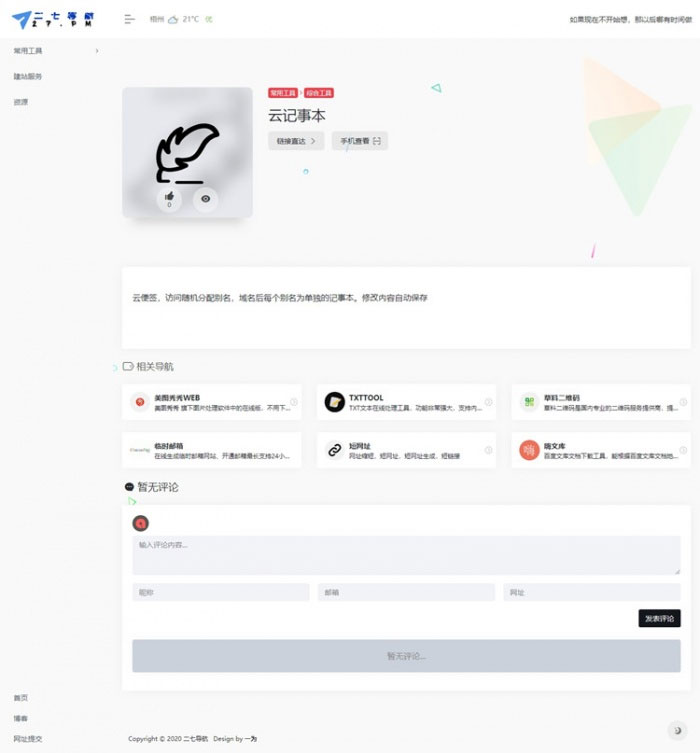 二七导航
27.PM
梧州 21°C 优
如果现在不开始想，那以后哪有时间做
常用工具
建站服务
资源
常用工具 综合工具
云记事本
链接直达
手机查看
0
云便签，访问随机分配别名，域名后每个别名为单独的记事本。修改内容自动保存
相关导航
美图秀秀WEB
美图秀秀 旗下图片处理软件中的在线版，不用下...
TXTTOOL
TXT文本在线处理工具，功能非常强大，支持内...
草料二维码
草料二维码是国内专业的二维码服务提供商，提...
临时邮箱
在线生成临时邮箱网站，开通邮箱最长支持24小...
短网址
网址缩短，短网址，短网址生成，短链接
嗨文库
百度文库文档下载工具，能根据百度文库文档地...
暂无评论
输入评论内容...
昵称
邮箱
网址
发表评论
暂无评论...
首页
博客
网址提交
Copyright © 2020 二七导航 Design by 一为